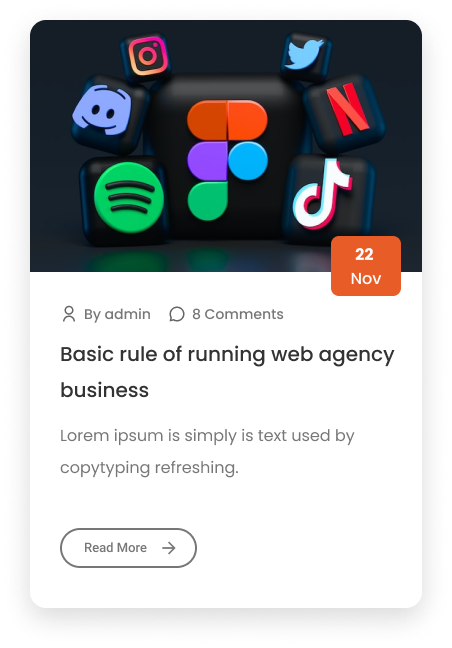 22
Nov
By admin
8 Comments
Basic rule of running web agency
business
Lorem ipsum is simply is text used by
copytyping refreshing.
Read More